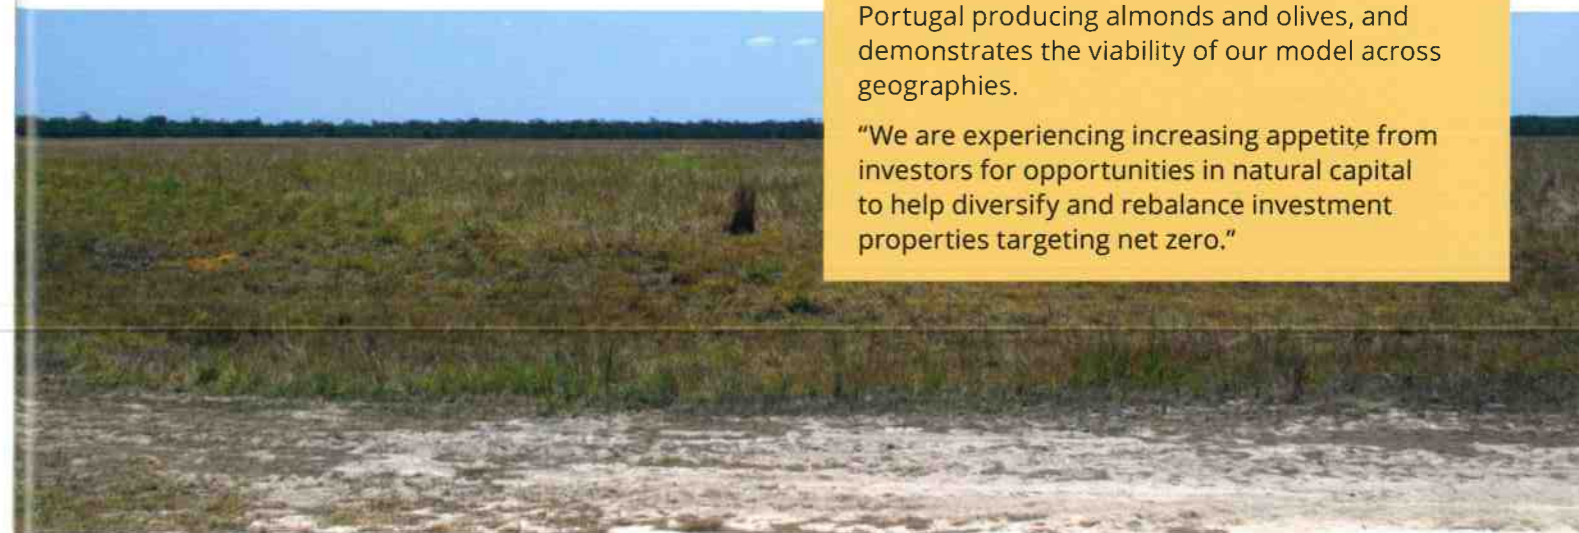 Portugal producing almonds and olives, and
demonstrates the viability of our model across
geographies.
“We are experiencing increasing appetite from
investors for opportunities in natural capital
to help diversify and rebalance investment
properties targeting net zero.”